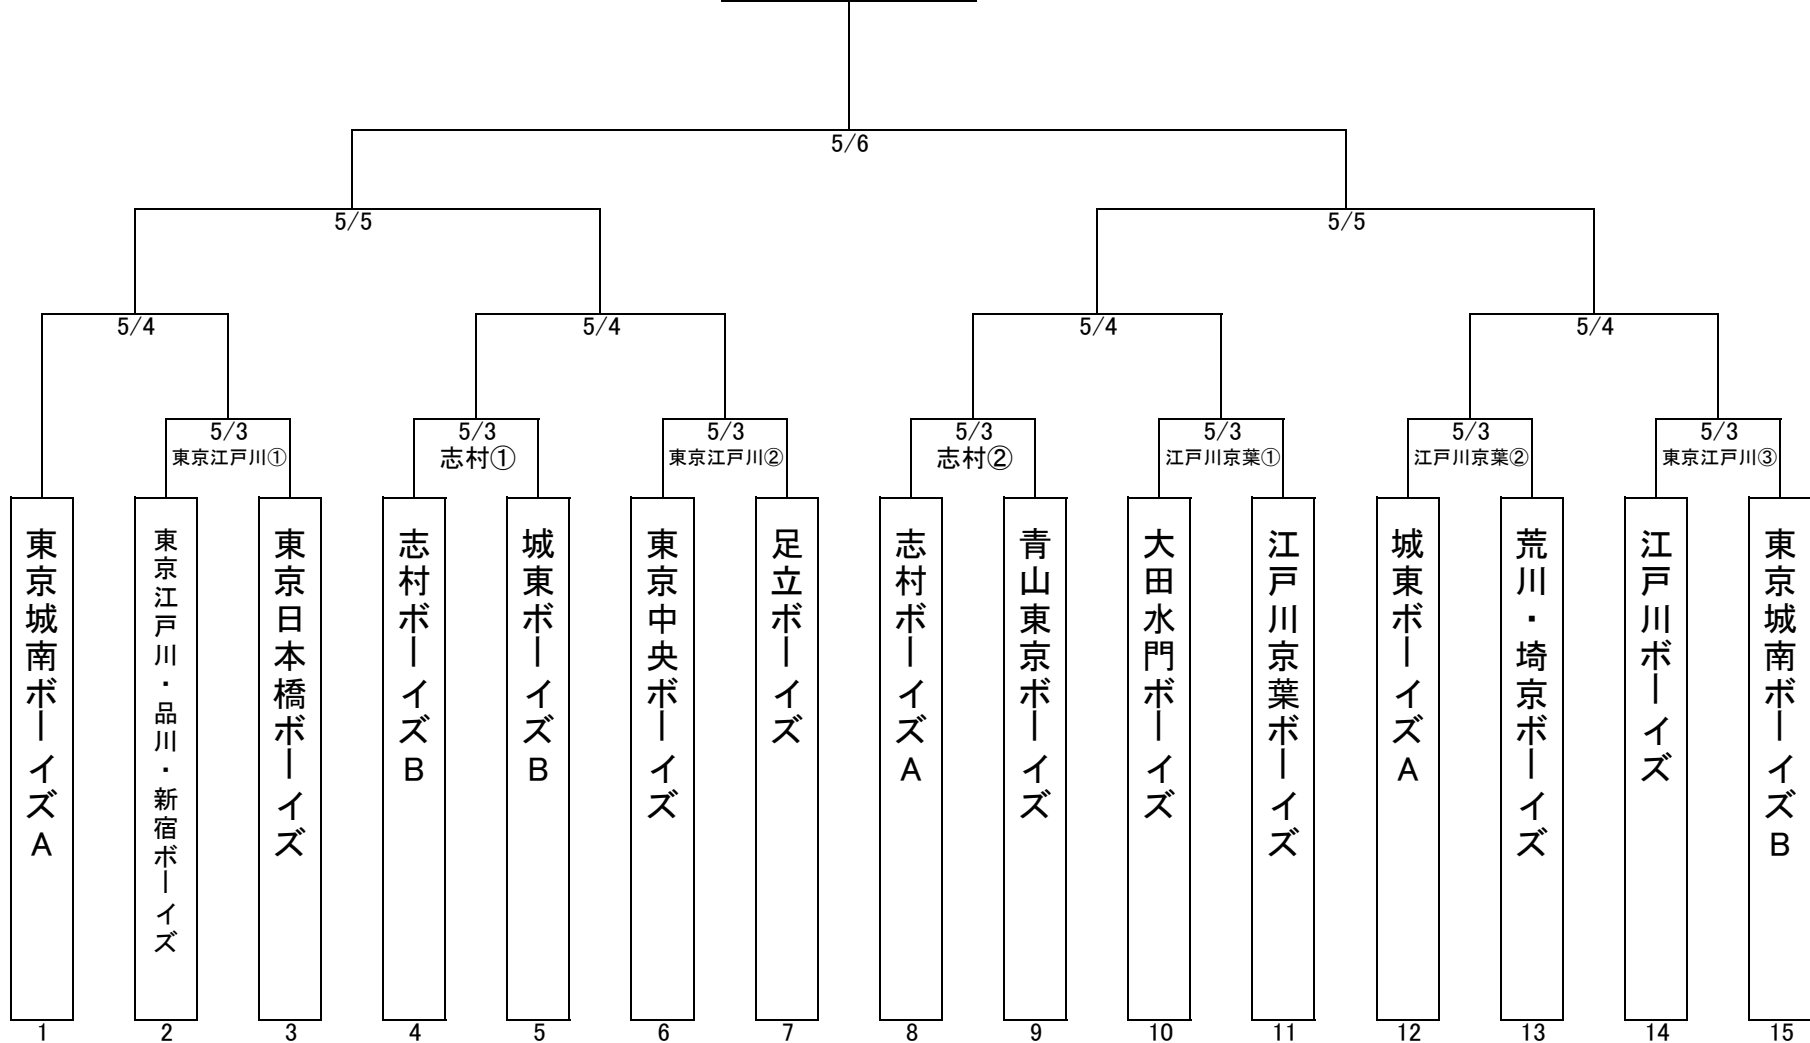 5/6
5/5
5/5
5/4
5/4
5/4
5/4
5/3
5/3
5/3
5/3
5/3
5/3
5/3
東京江戸川①
志村①
東京江戸川②
志村②
江戸川京葉①
江戸川京葉②
東京江戸川③
東京城南ボーイズA
東京江戸川・品川・新宿ボーイズ
東京日本橋ボーイズ
志村ボーイズB
城東ボーイズB
東京中央ボーイズ
足立ボーイズ
志村ボーイズA
青山東京ボーイズ
大田水門ボーイズ
江戸川京葉ボーイズ
城東ボーイズA
荒川・埼京ボーイズ
江戸川ボーイズ
東京城南ボーイズB
1
2
3
4
5
6
7
8
9
10
11
12
13
14
15